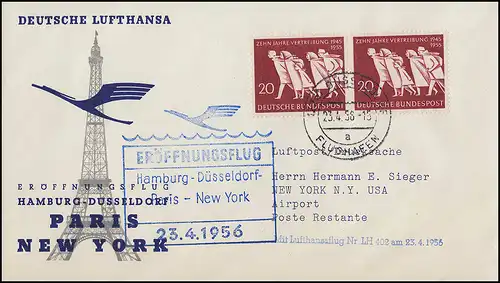 DEUTSCHE LUFTHANSA
ZEHN JAHRE VERTREIBUNG 1945
1955
20
DEUTSCHE BUNDESPOST
ZEHN JAHRE VERTREIBUNG 1945
1955
20
DEUTSCHE BUNDESPOST
23.4.56-18
a
FLUGHAFEN
ERÖFFNUNGSFLUG
Hamburg - Düsseldorf-
Paris - New York
23.4.1956
ERÖFFNUNGSFLUG
HAMBURG-DÜSSELDORF
PARIS
NEW YORK
Luftpost
Herrn Hermann E. Sieger
NEW YORK N.Y. USA
Airport
Poste Restante
Mit Lufthansaflug Nr. LH 402 am 23.4.1956